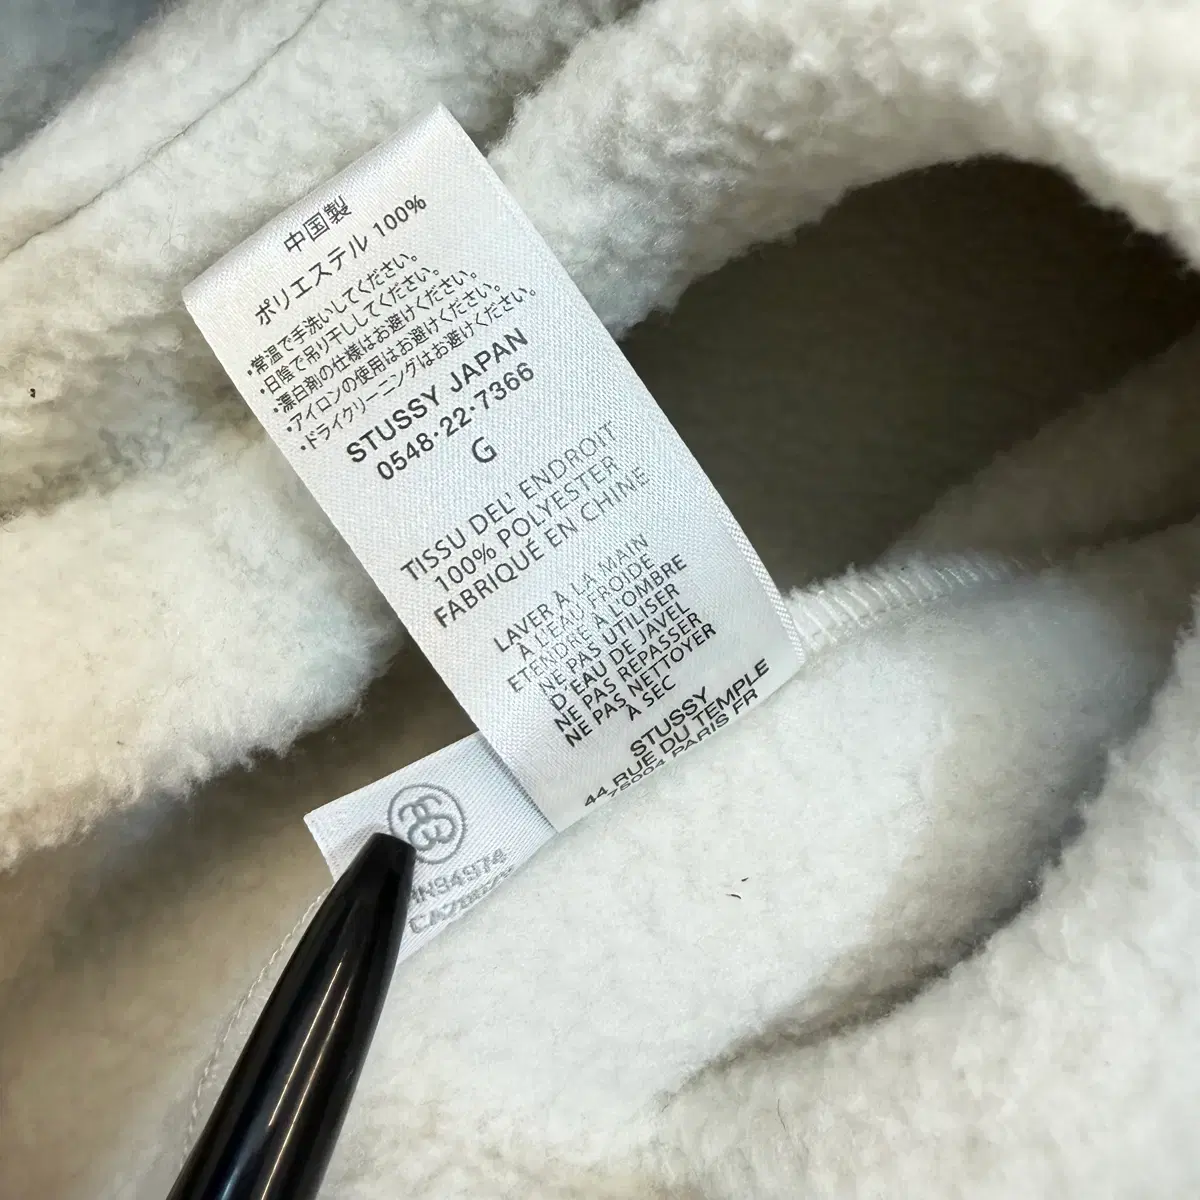 中国製
ポリエステル 100%
・常温で手洗いしてください。
・日陰で吊り干ししてください。
・漂白剤の仕様はお避けください。
・アイロンの使用はお避けください。
・ドライクリーニングはお避けください。
STUSSY JAPAN
0548・22・7366
G
TISSU DEL' ENDROIT
100% POLYESTER
FABRIQUÉ EN CHINE
LAVER À LA MAIN
A L'EAU FROIDE
ETENDRE À L'OMBRE
NE PAS UTILISER
D'EAU DE JAVEL
NE PAS REPASSER
NE PAS NETTOYER
A SEC
STUSSY
44 RUE DU TEMPLE
75004 PARIS FR